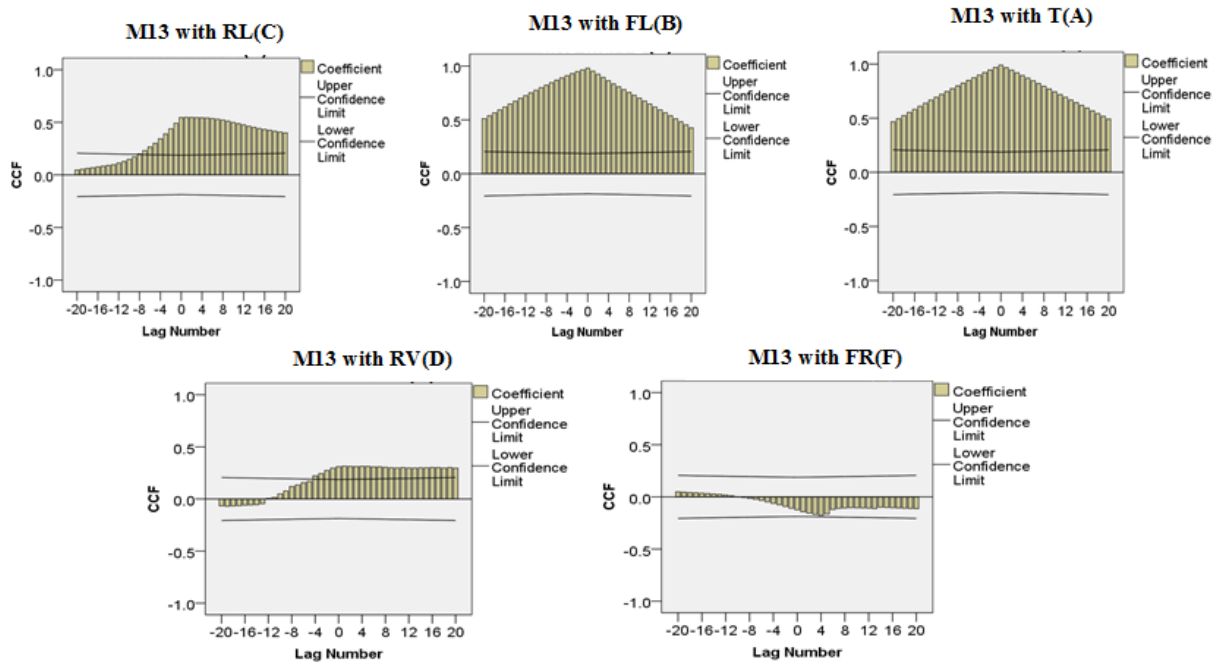 M13 with RL(C)
1.0
0.5
0.0
-0.5
-1.0
CCF
-20 -16 -12 -8 -4 0 4 8 12 16 20
Lag Number
Coefficient
Upper
Confidence
Limit
Lower
Confidence
Limit
M13 with FL(B)
1.0
0.5
0.0
-0.5
-1.0
CCF
-20 -16 -12 -8 -4 0 4 8 12 16 20
Lag Number
Coefficient
Upper
Confidence
Limit
Lower
Confidence
Limit
M13 with T(A)
1.0
0.5
0.0
-0.5
-1.0
CCF
-20 -16 -12 -8 -4 0 4 8 12 16 20
Lag Number
Coefficient
Upper
Confidence
Limit
Lower
Confidence
Limit
M13 with RV(D)
1.0
0.5
0.0
-0.5
-1.0
CCF
-20 -16 -12 -8 -4 0 4 8 12 16 20
Lag Number
Coefficient
Upper
Confidence
Limit
Lower
Confidence
Limit
M13 with FR(F)
1.0
0.5
0.0
-0.5
-1.0
CCF
-20 -16 -12 -8 -4 0 4 8 12 16 20
Lag Number
Coefficient
Upper
Confidence
Limit
Lower
Confidence
Limit